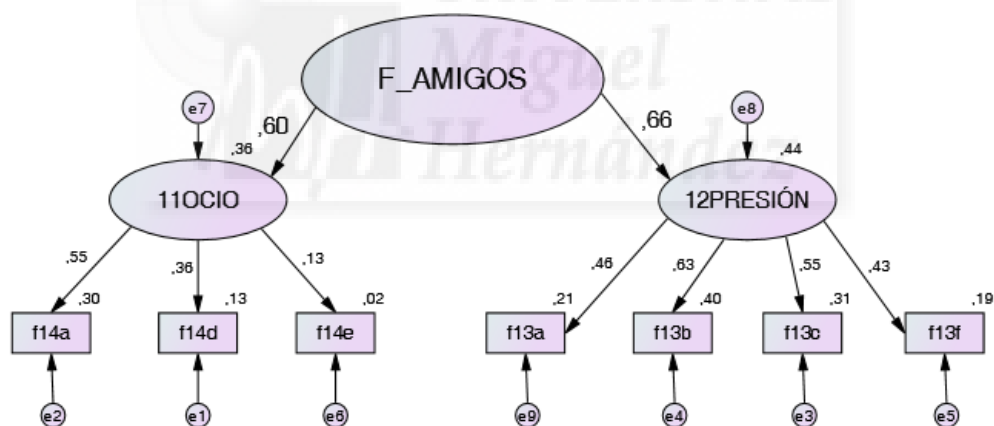 Miguel
Hernández
F_AMIGOS
e7
e8
,60
,66
,36
,44
11OCIO
12PRESIÓN
,55
,36
,13
,46
,63
,55
,43
,30
,13
,02
,21
,40
,31
,19
f14a
f14d
f14e
f13a
f13b
f13c
f13f
e2
e1
e6
e9
e4
e3
e5